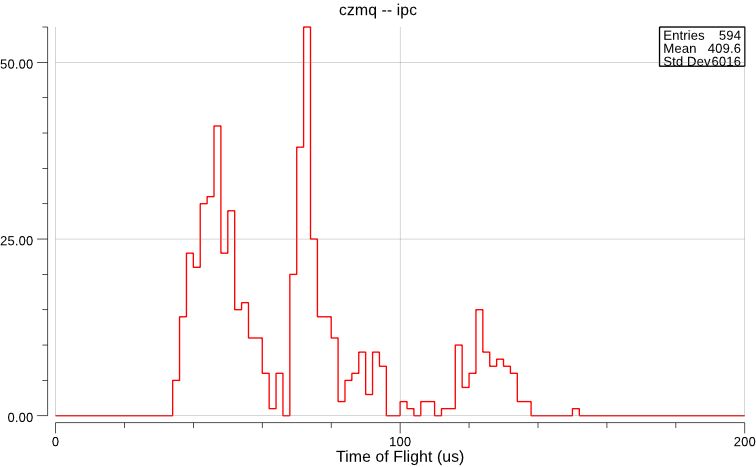 czmq -- ipc
Entries 594
Mean 409.6
Std Dev6016
50.00
25.00
0.00
0 100 200
Time of Flight (us)